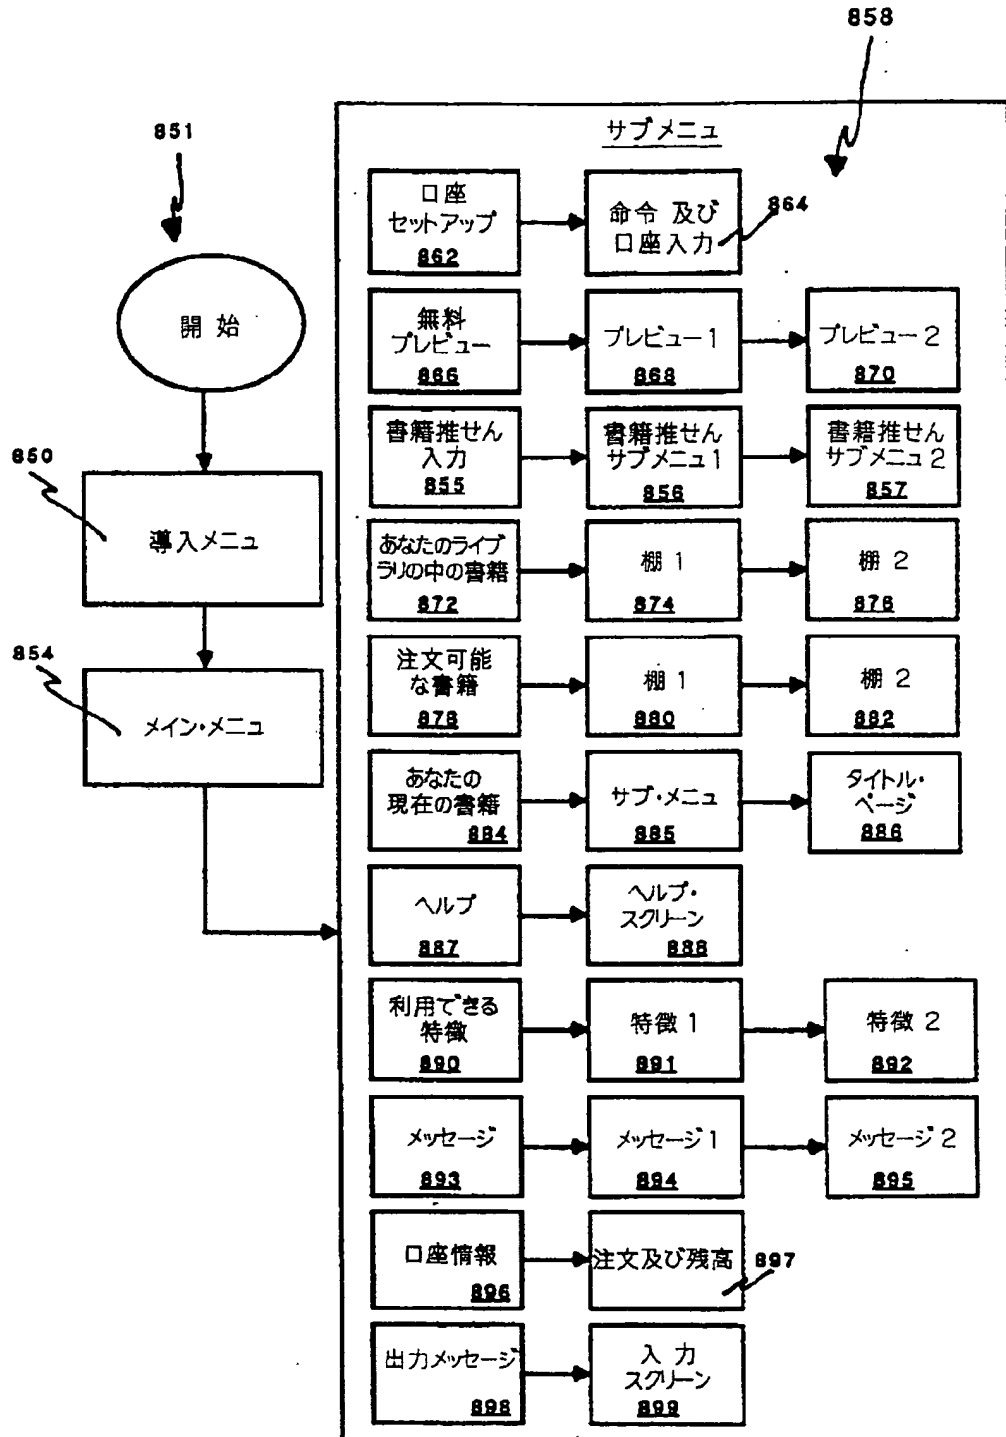 858
851
サブメニュ
口座
セットアップ
862
命令 及び
口座入力
864
開 始
無料
プレビュー
866
プレビュー 1
868
プレビュー 2
870
850
導入メニュ
書籍推せん
入力
855
書籍推せん
サブメニュ 1
856
書籍推せん
サブメニュ 2
857
あなたのライブ
ラリの中の書籍
872
棚 1
874
棚 2
876
854
メイン・メニュ
注文可能
な書籍
878
棚 1
880
棚 2
882
あなたの
現在の書籍
884
サブ・メニュ
885
タイトル・
ページ
886
ヘルプ
887
ヘルプ・
スクリーン
888
利用できる
特徴
890
特徴 1
891
特徴 2
892
メッセージ
893
メッセージ 1
894
メッセージ 2
895
口座情報
896
注文及び残高
897
出力メッセージ
898
入 力
スクリーン
899